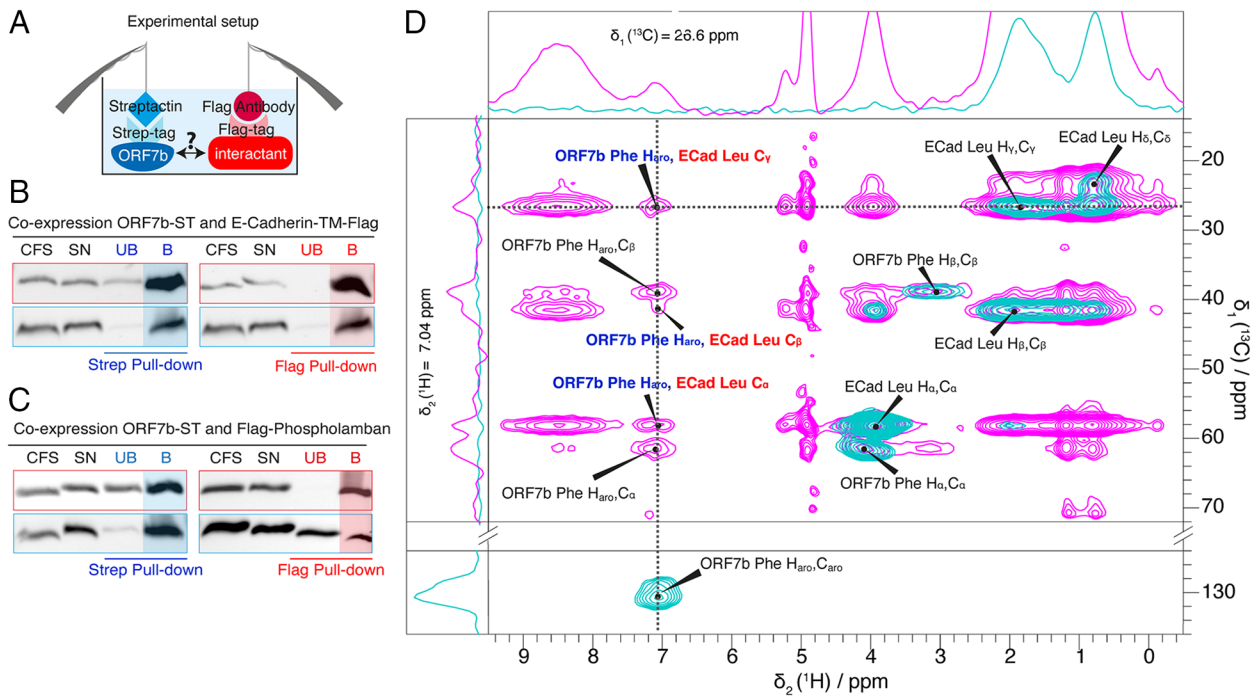 A
Experimental setup
Streptactin
Flag Antibody
Strep-tag
Flag-tag
?
ORF7b
interactant
B
Co-expression ORF7b-ST and E-Cadherin-TM-Flag
CFS SN UB B CFS SN UB B
Strep Pull-down Flag Pull-down
C
Co-expression ORF7b-ST and Flag-Phospholamban
CFS SN UB B CFS SN UB B
Strep Pull-down Flag Pull-down
D
δ₁ (¹³C) = 26.6 ppm
δ₂ (¹H) = 7.04 ppm
ORF7b Phe Haro, ECad Leu Cγ
ECad Leu Hγ,Cγ
ECad Leu Hδ,Cδ
ORF7b Phe Haro,Cβ
ORF7b Phe Hβ,Cβ
ORF7b Phe Haro, ECad Leu Cβ
ECad Leu Hβ,Cβ
ORF7b Phe Haro, ECad Leu Cα
ECad Leu Hα,Cα
ORF7b Phe Haro,Cα
ORF7b Phe Hα,Cα
ORF7b Phe Haro,Caro
20
30
40
50
60
70
130
δ₁ (¹³C) / ppm
9 8 7 6 5 4 3 2 1 0
δ₂ (¹H) / ppm